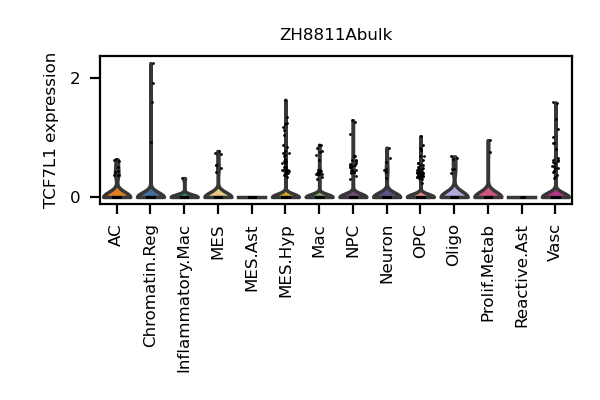 ZH8811Abulk
TCF7L1 expression
2
0
AC
Chromatin.Reg
Inflammatory.Mac
MES
MES.Ast
MES.Hyp
Mac
NPC
Neuron
OPC
Oligo
Prolif.Metab
Reactive.Ast
Vasc